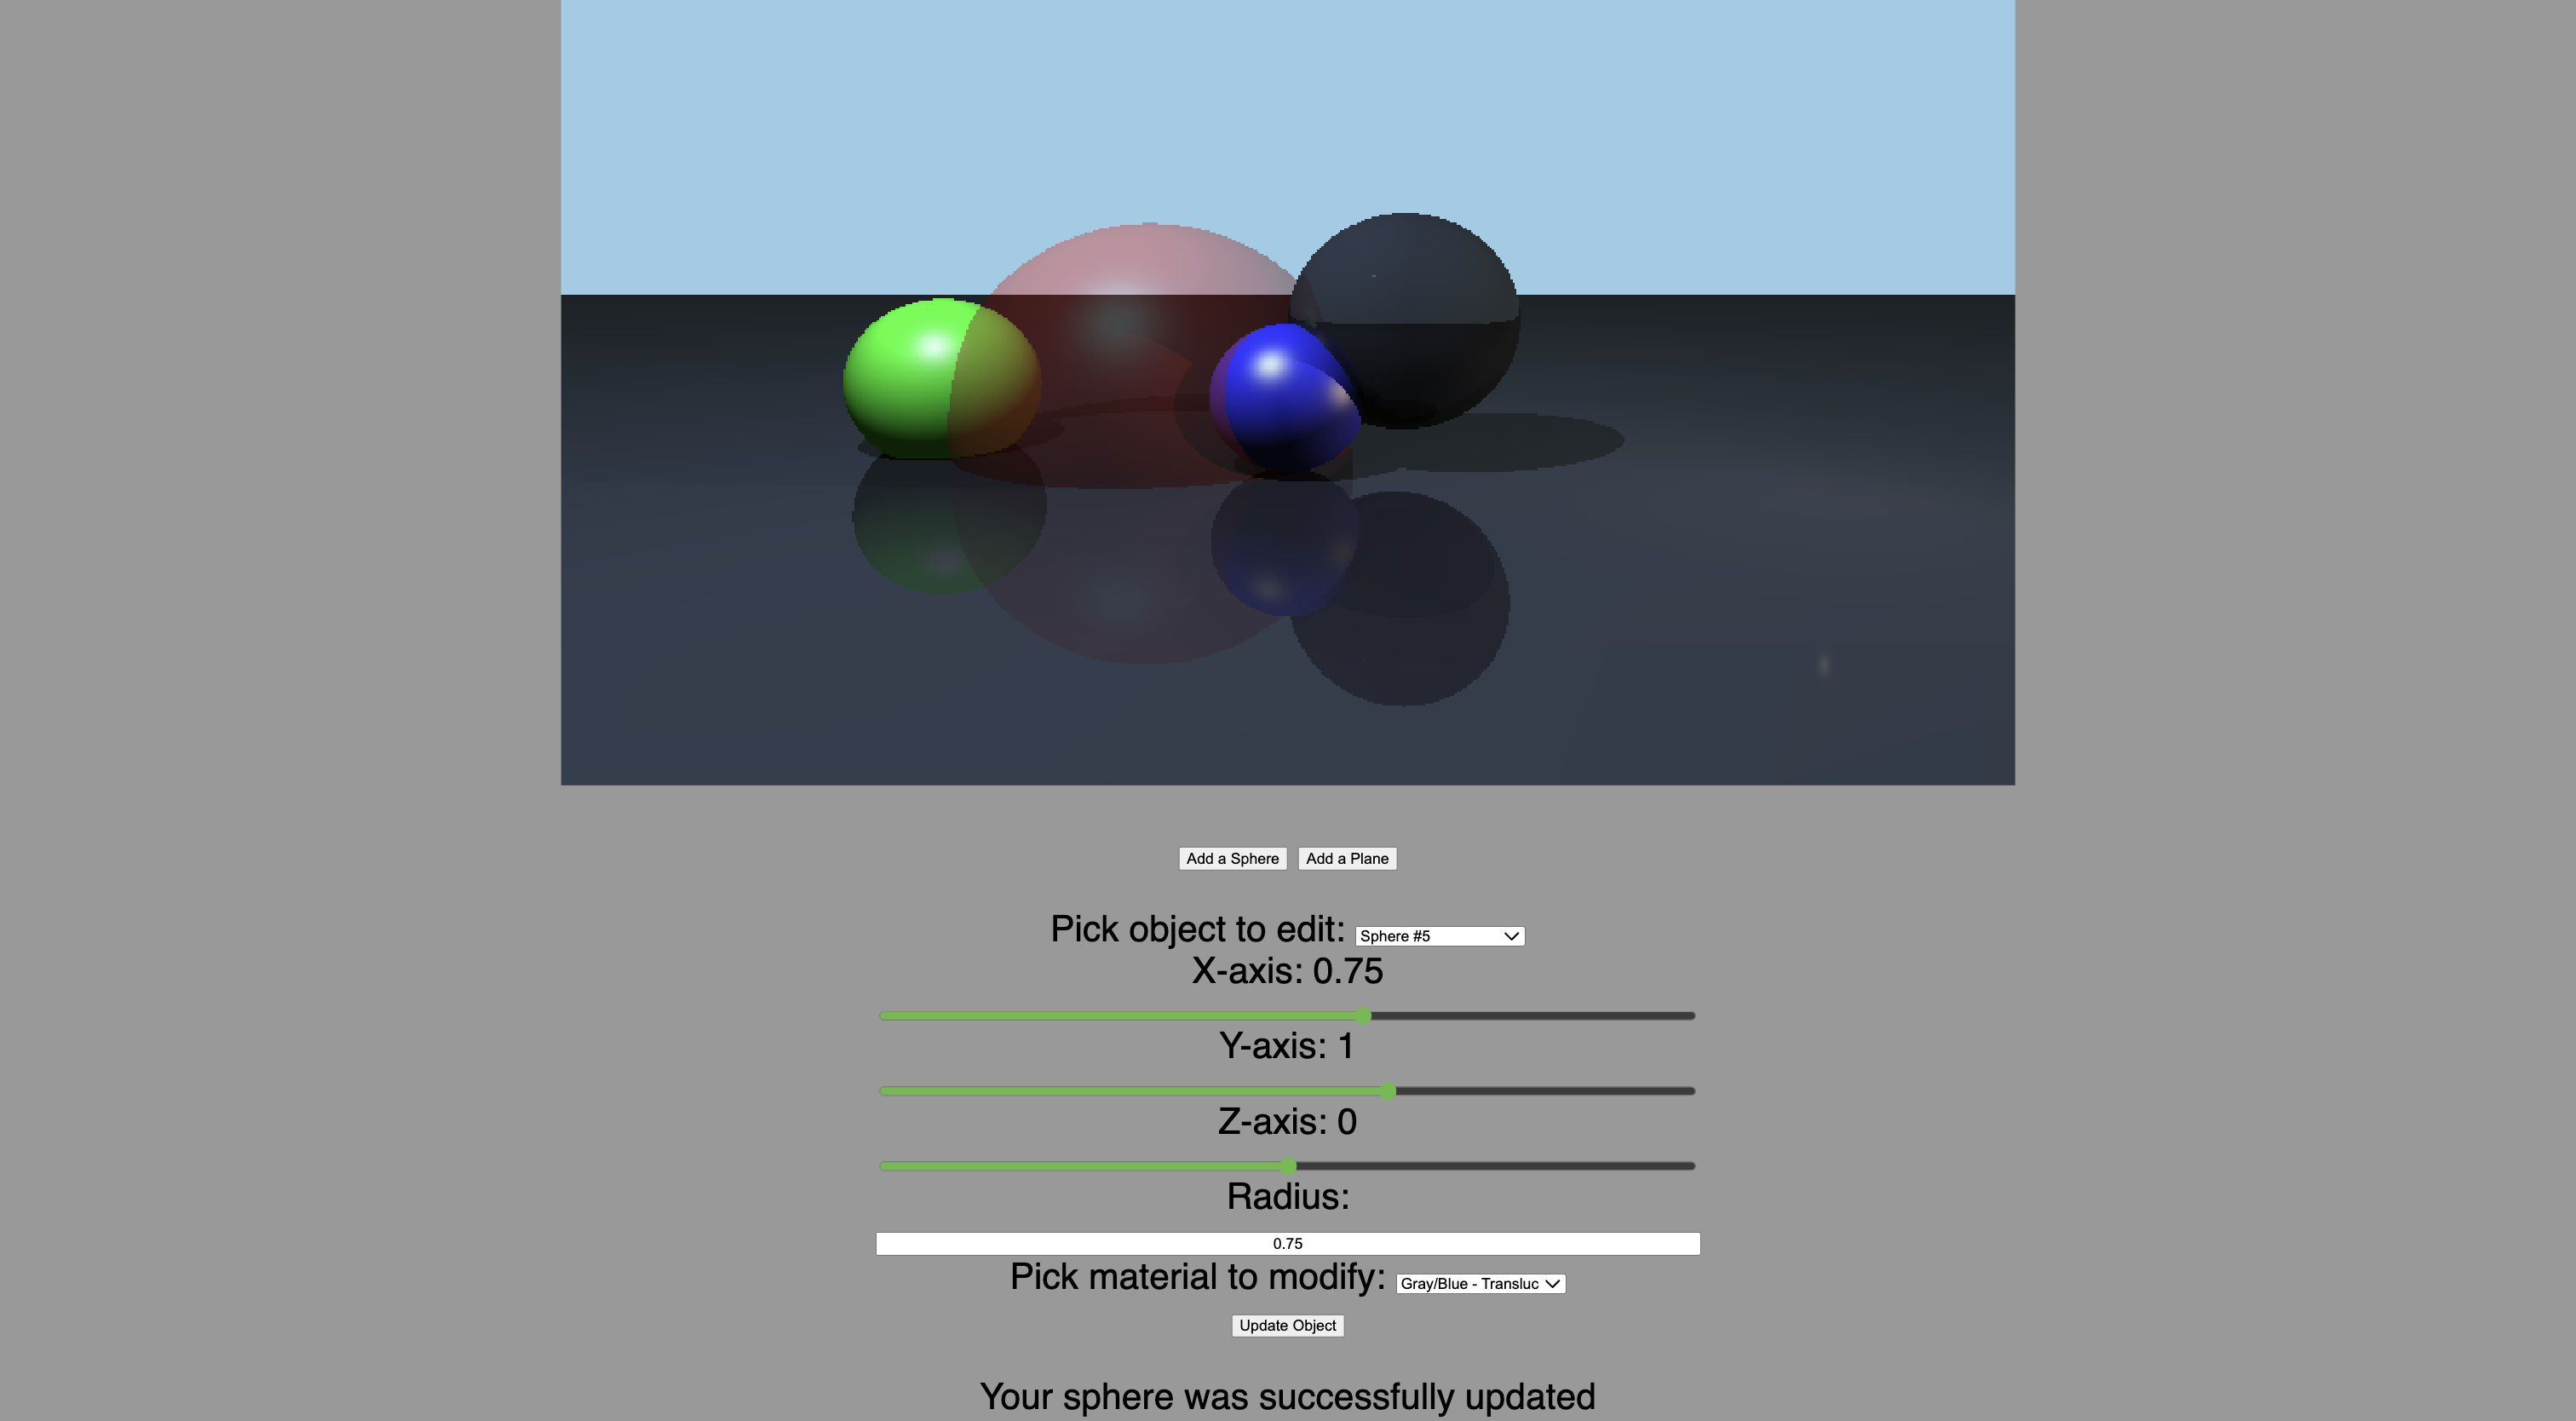 Add a Sphere Add a Plane
Pick object to edit: Sphere #5
X-axis: 0.75
Y-axis: 1
Z-axis: 0
Radius:
0.75
Pick material to modify: Gray/Blue - Transluc
Update Object
Your sphere was successfully updated